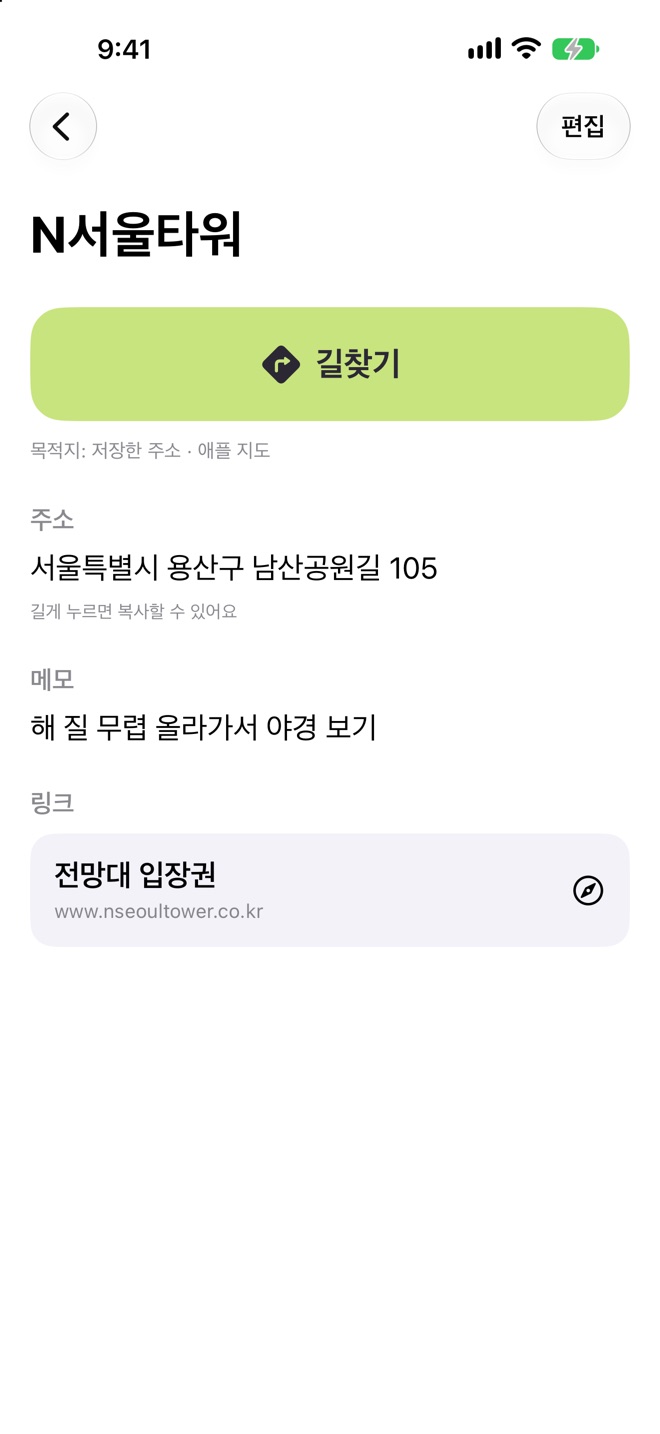 9:41
편집
N서울타워
길찾기
목적지: 저장한 주소 · 애플 지도
주소
서울특별시 용산구 남산공원길 105
길게 누르면 복사할 수 있어요
메모
해 질 무렵 올라가서 야경 보기
링크
전망대 입장권
www.nseoultower.co.kr